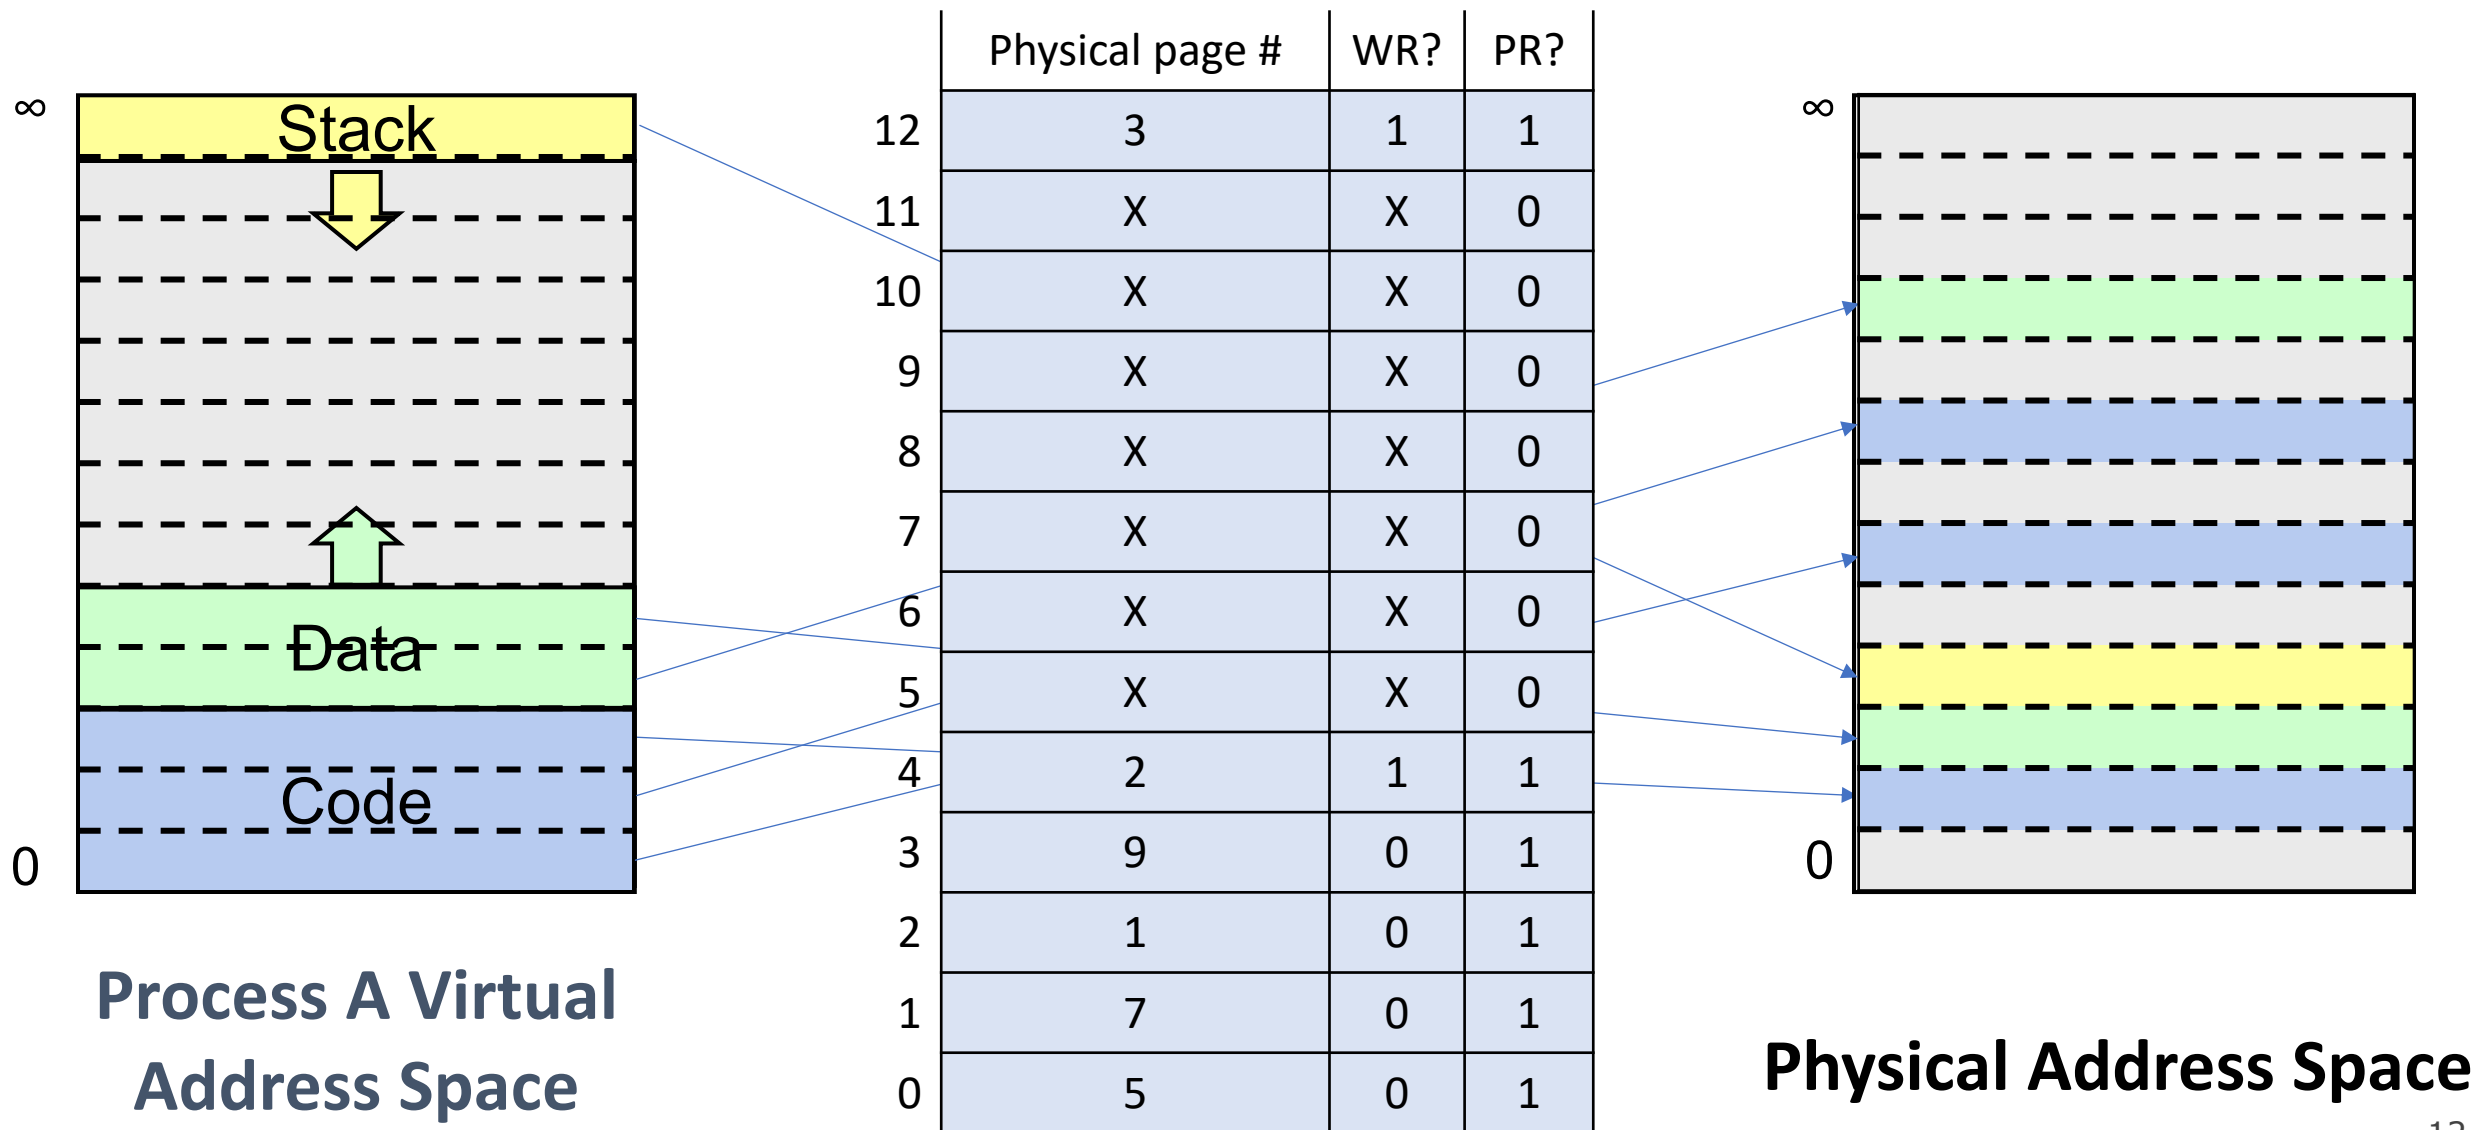 Physical page # WR? PR?
∞ Stack
12 3 1 1
11 X X 0
10 X X 0
9 X X 0
8 X X 0
7 X X 0
6 X X 0
5 X X 0
4 2 1 1
3 9 0 1
2 1 0 1
1 7 0 1
0 5 0 1
Data
Code
0
Process A Virtual
Address Space
∞
0
Physical Address Space